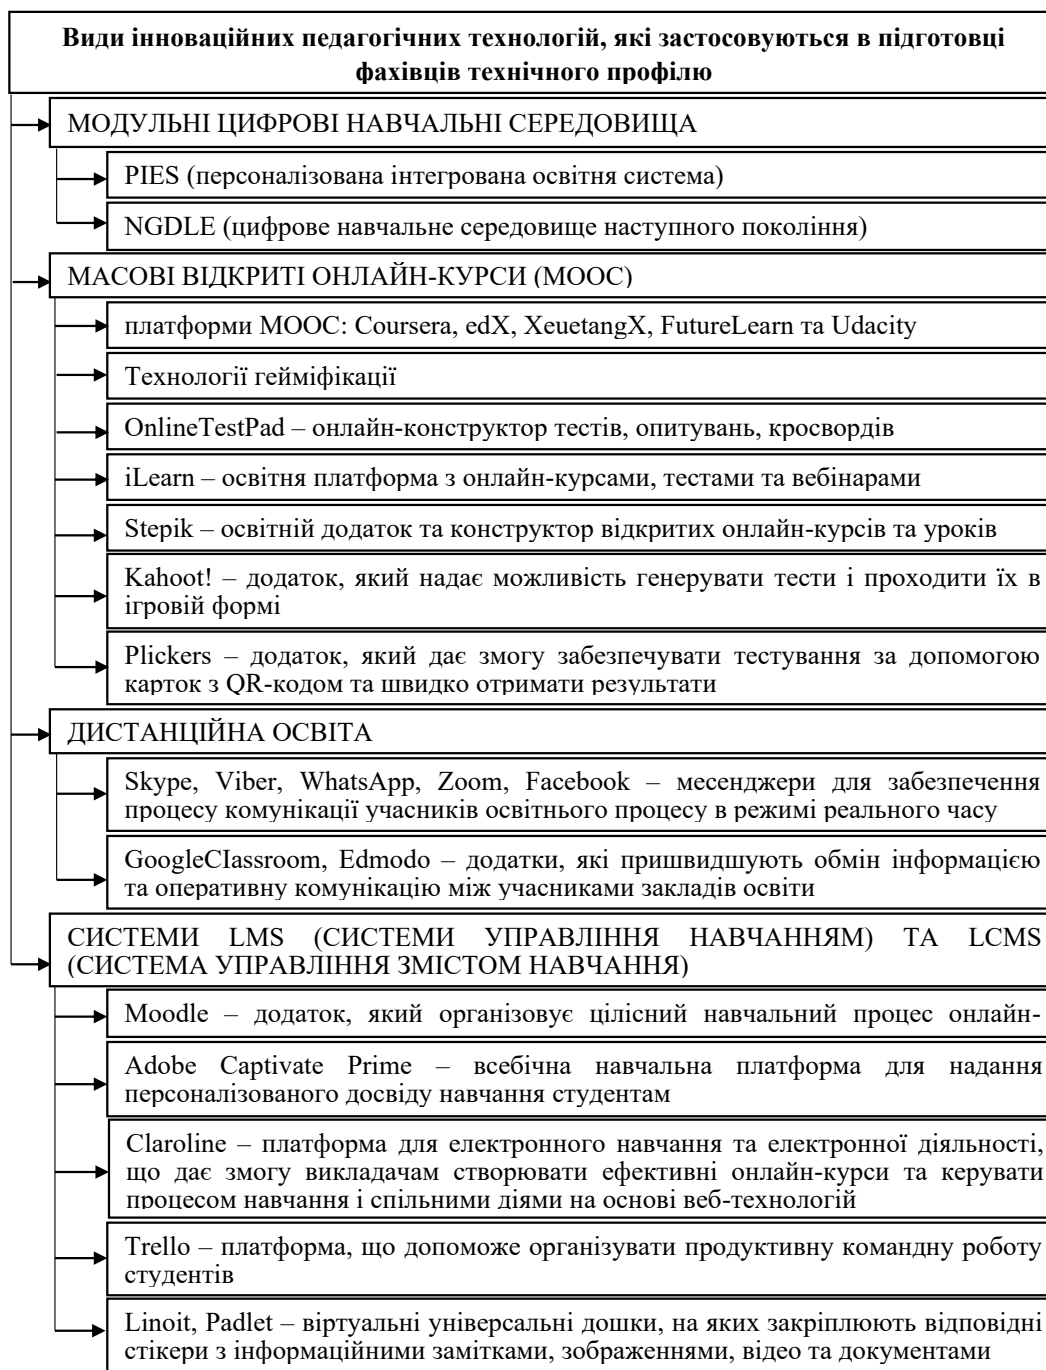 Види інноваційних педагогічних технологій, які застосовуються в підготовці
фахівців технічного профілю
МОДУЛЬНІ ЦИФРОВІ НАВЧАЛЬНІ СЕРЕДОВИЩА
PIES (персоналізована інтегрована освітня система)
NGDLE (цифрове навчальне середовище наступного покоління)
МАСОВІ ВІДКРИТІ ОНЛАЙН-КУРСИ (МООС)
платформи МООС: Coursera, edX, XeuetangX, FutureLearn та Udacity
Технології гейміфікації
OnlineTestPad – онлайн-конструктор тестів, опитувань, кросвордів
iLearn – освітня платформа з онлайн-курсами, тестами та вебінарами
Stepik – освітній додаток та конструктор відкритих онлайн-курсів та уроків
Kahoot! – додаток, який надає можливість генерувати тести і проходити їх в
ігровій формі
Plickers – додаток, який дає змогу забезпечувати тестування за допомогою
карток з QR-кодом та швидко отримати результати
ДИСТАНЦІЙНА ОСВІТА
Skype, Viber, WhatsApp, Zoom, Facebook – месенджери для забезпечення
процесу комунікації учасників освітнього процесу в режимі реального часу
GoogleCIassroom, Edmodo – додатки, які пришвидшують обмін інформацією
та оперативну комунікацію між учасниками закладів освіти
СИСТЕМИ LMS (СИСТЕМИ УПРАВЛІННЯ НАВЧАННЯМ) ТА LCMS
(СИСТЕМА УПРАВЛІННЯ ЗМІСТОМ НАВЧАННЯ)
Moodle – додаток, який організовує цілісний навчальний процес онлайн-
Adobe Captivate Prime – всебічна навчальна платформа для надання
персоналізованого досвіду навчання студентам
Claroline – платформа для електронного навчання та електронної діяльності,
що дає змогу викладачам створювати ефективні онлайн-курси та керувати
процесом навчання і спільними діями на основі веб-технологій
Trello – платформа, що допоможе організувати продуктивну командну роботу
студентів
Linoit, Padlet – віртуальні універсальні дошки, на яких закріплюють відповідні
стікери з інформаційними замітками, зображеннями, відео та документами